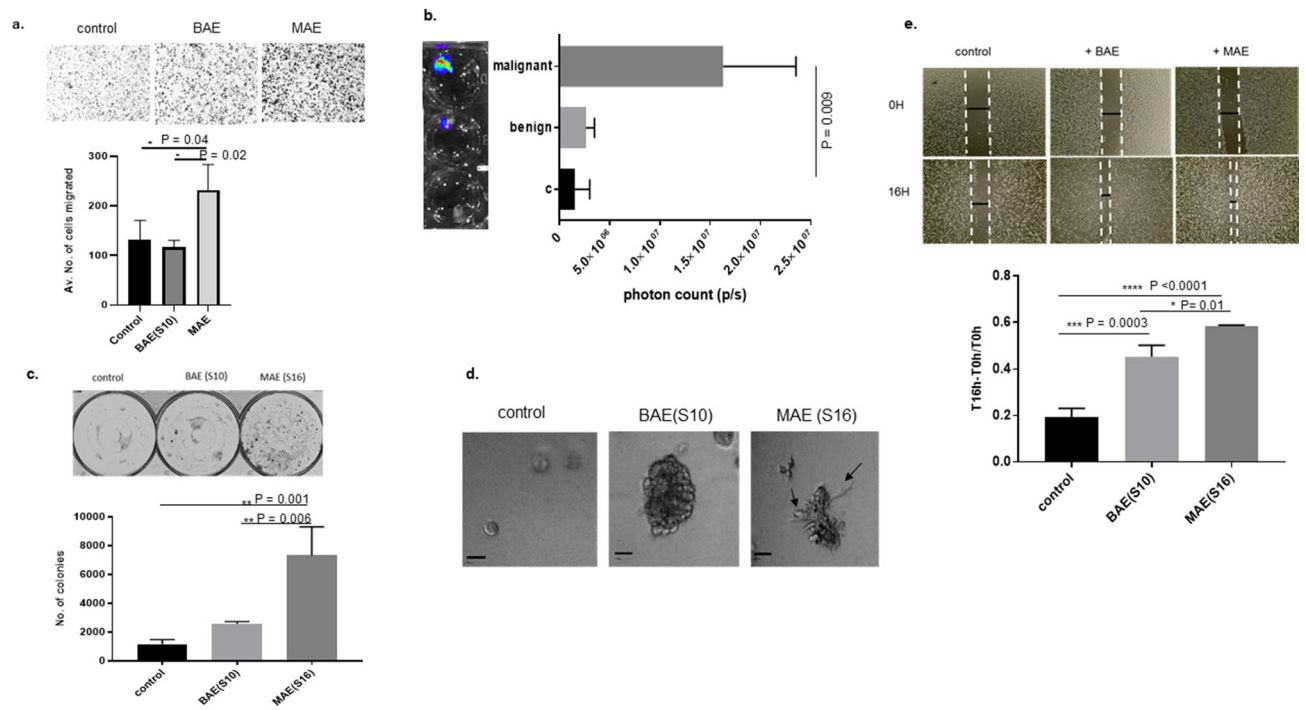 a.
control BAE MAE
* P = 0.04
* P = 0.02
300
200
100
0
Av. No. of cells migrated
Control
BAE(S10)
MAE
b.
malignant
benign
c
P = 0.009
0
5.0×10⁰⁶
1.0×10⁰⁷
1.5×10⁰⁷
2.0×10⁰⁷
2.5×10⁰⁷
photon count (p/s)
c.
control BAE (S10) MAE (S16)
** P = 0.001
** P = 0.006
10000
8000
6000
4000
2000
0
No. of colonies
control
BAE(S10)
MAE(S16)
d.
control BAE(S10) MAE (S16)
e.
control + BAE + MAE
0H
16H
**** P <0.0001
* P= 0.01
*** P = 0.0003
0.8
0.6
0.4
0.2
0.0
T16h-T0h/T0h
control
BAE(S10)
MAE(S16)